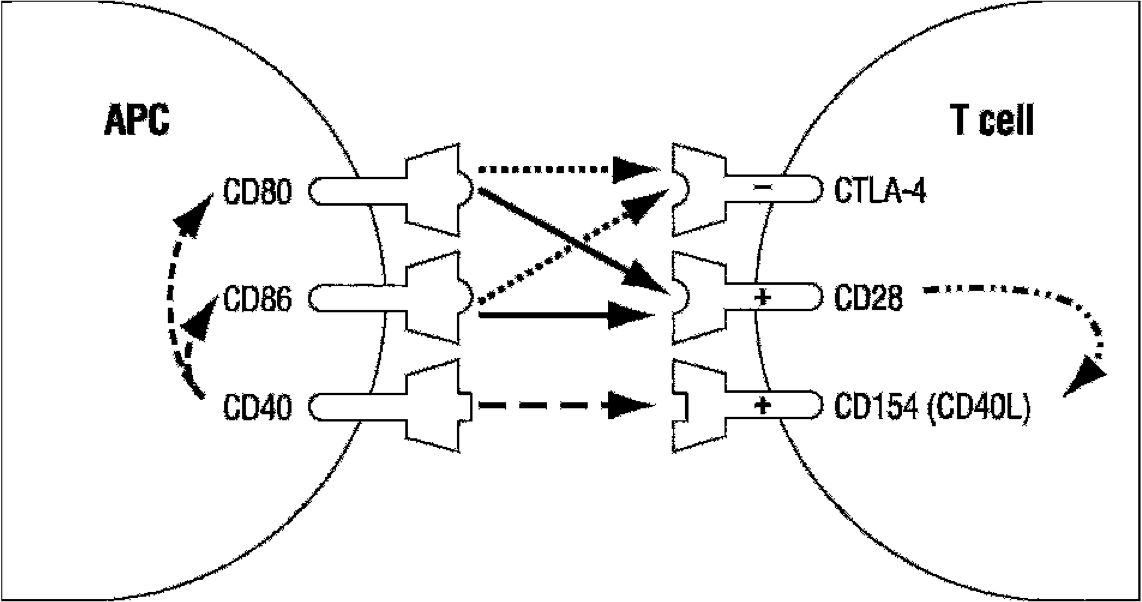 APC
T cell
CD80
−
CTLA-4
CD86
+
CD28
CD40
+
CD154 (CD40L)